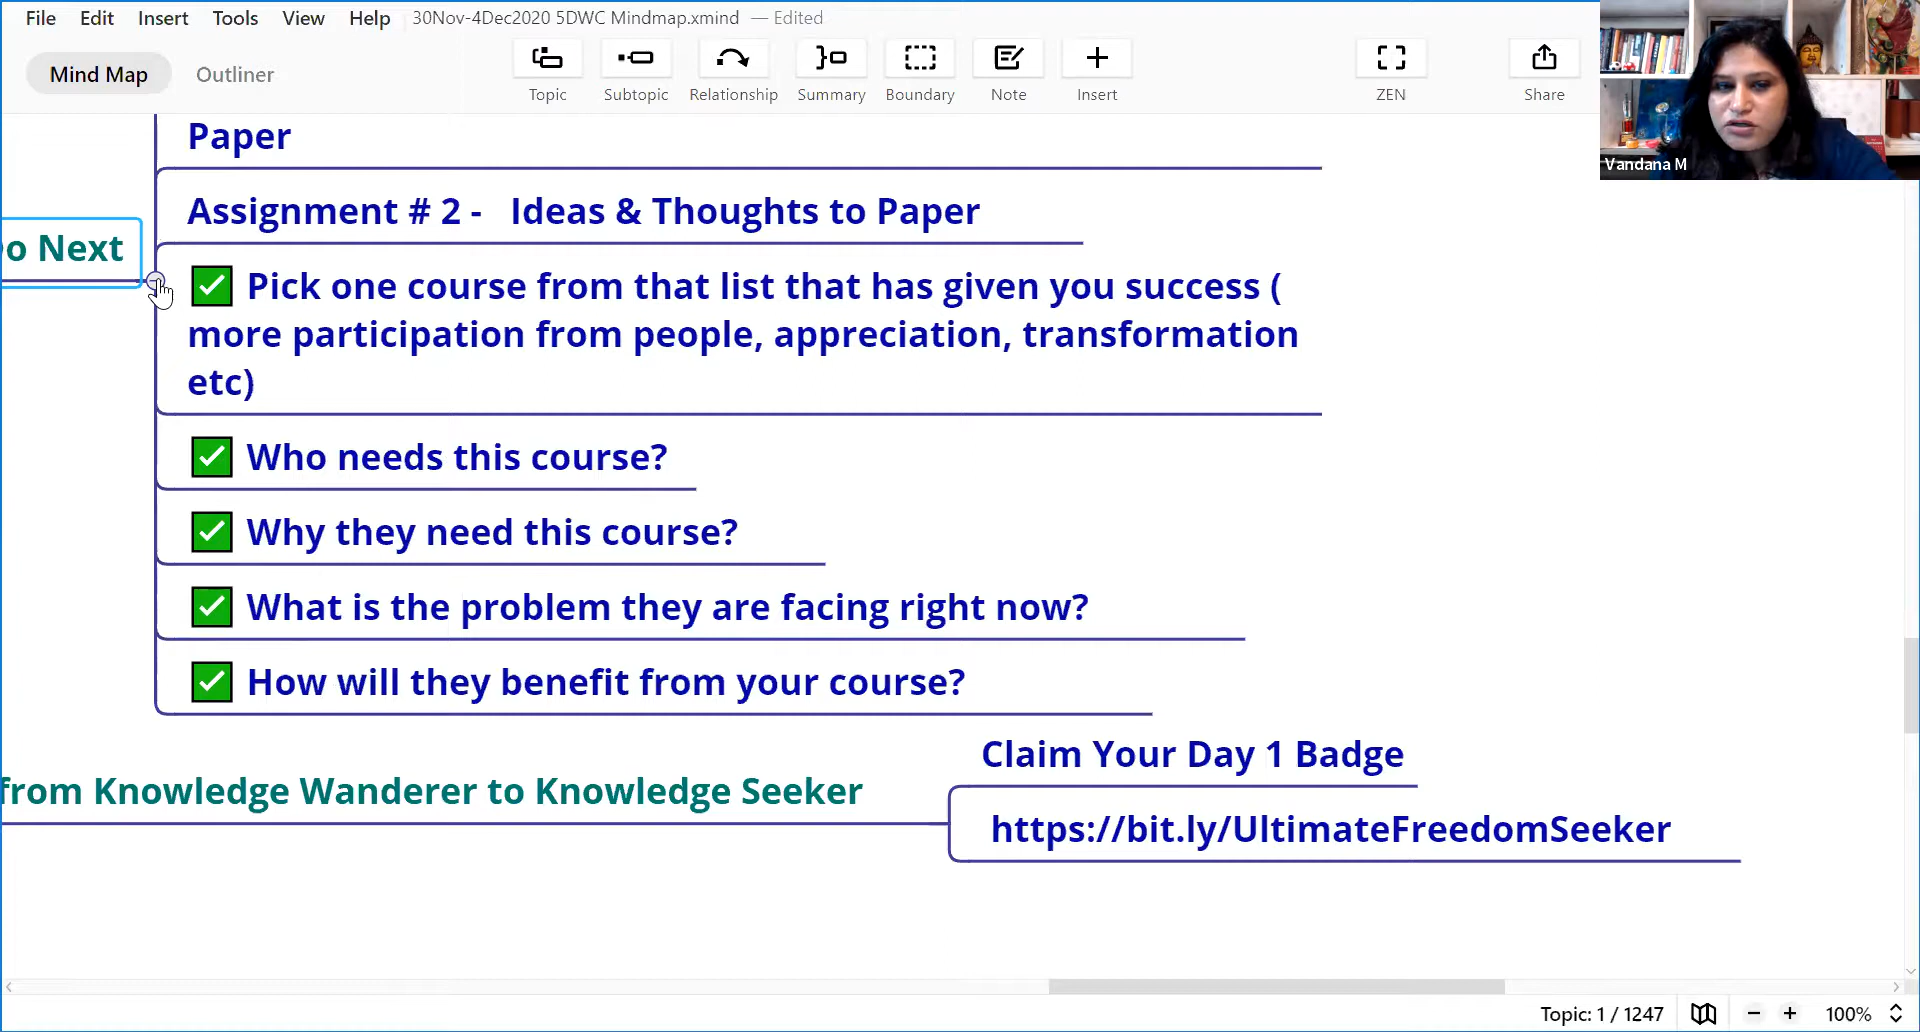 File Edit Insert Tools View Help 30Nov-4Dec2020 5DWC Mindmap.xmind — Edited
Mind Map Outliner
Topic Subtopic Relationship Summary Boundary Note Insert ZEN Share
Vandana M
Paper
Assignment # 2 - Ideas & Thoughts to Paper
o Next
✅ Pick one course from that list that has given you success (
more participation from people, appreciation, transformation
etc)
✅ Who needs this course?
✅ Why they need this course?
✅ What is the problem they are facing right now?
✅ How will they benefit from your course?
Claim Your Day 1 Badge
from Knowledge Wanderer to Knowledge Seeker
https://bit.ly/UltimateFreedomSeeker
Topic: 1 / 1247 100%